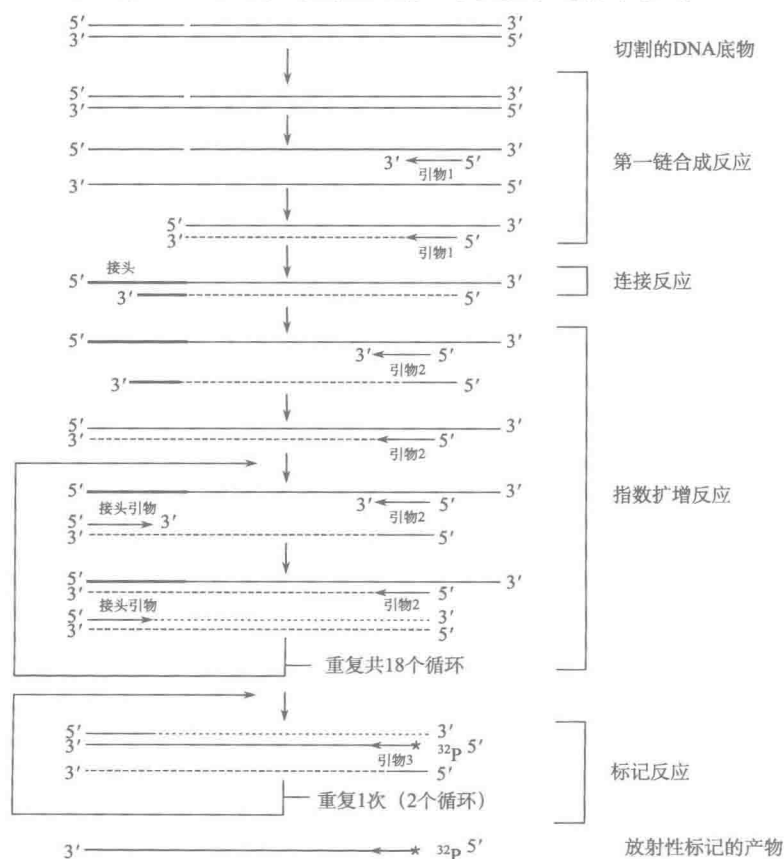 5′ 3′
3′ 5′
切割的DNA底物
5′ 3′
3′ 5′
5′ 3′
3′ 5′
引物1
3′ 5′
第一链合成反应
5′ 3′
3′ 5′
引物1
接头
5′ 3′
3′ 5′
连接反应
5′ 3′
3′ 5′
引物2
3′ 5′
5′ 3′
3′ 5′
引物2
指数扩增反应
5′ 3′
3′ 5′
接头引物 引物2
5′ 3′
3′ 5′
5′ 3′
3′ 5′
接头引物 引物2
5′ 3′
3′ 5′
重复共18个循环
5′ 3′
3′ * ³²P 5′
引物3
3′ 5′
标记反应
重复1次（2个循环）
3′ * ³²P 5′
放射性标记的产物